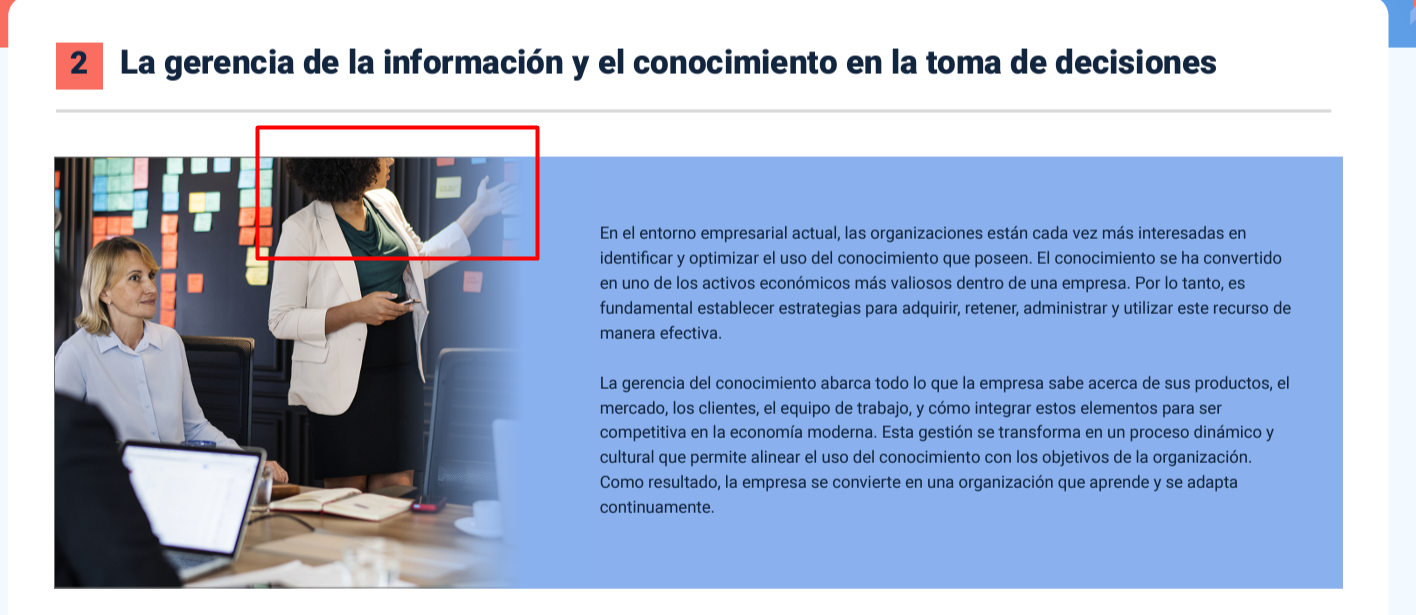 2 La gerencia de la información y el conocimiento en la toma de decisiones
En el entorno empresarial actual, las organizaciones están cada vez más interesadas en
identificar y optimizar el uso del conocimiento que poseen. El conocimiento se ha convertido
en uno de los activos económicos más valiosos dentro de una empresa. Por lo tanto, es
fundamental establecer estrategias para adquirir, retener, administrar y utilizar este recurso de
manera efectiva.
La gerencia del conocimiento abarca todo lo que la empresa sabe acerca de sus productos, el
mercado, los clientes, el equipo de trabajo, y cómo integrar estos elementos para ser
competitiva en la economía moderna. Esta gestión se transforma en un proceso dinámico y
cultural que permite alinear el uso del conocimiento con los objetivos de la organización.
Como resultado, la empresa se convierte en una organización que aprende y se adapta
continuamente.